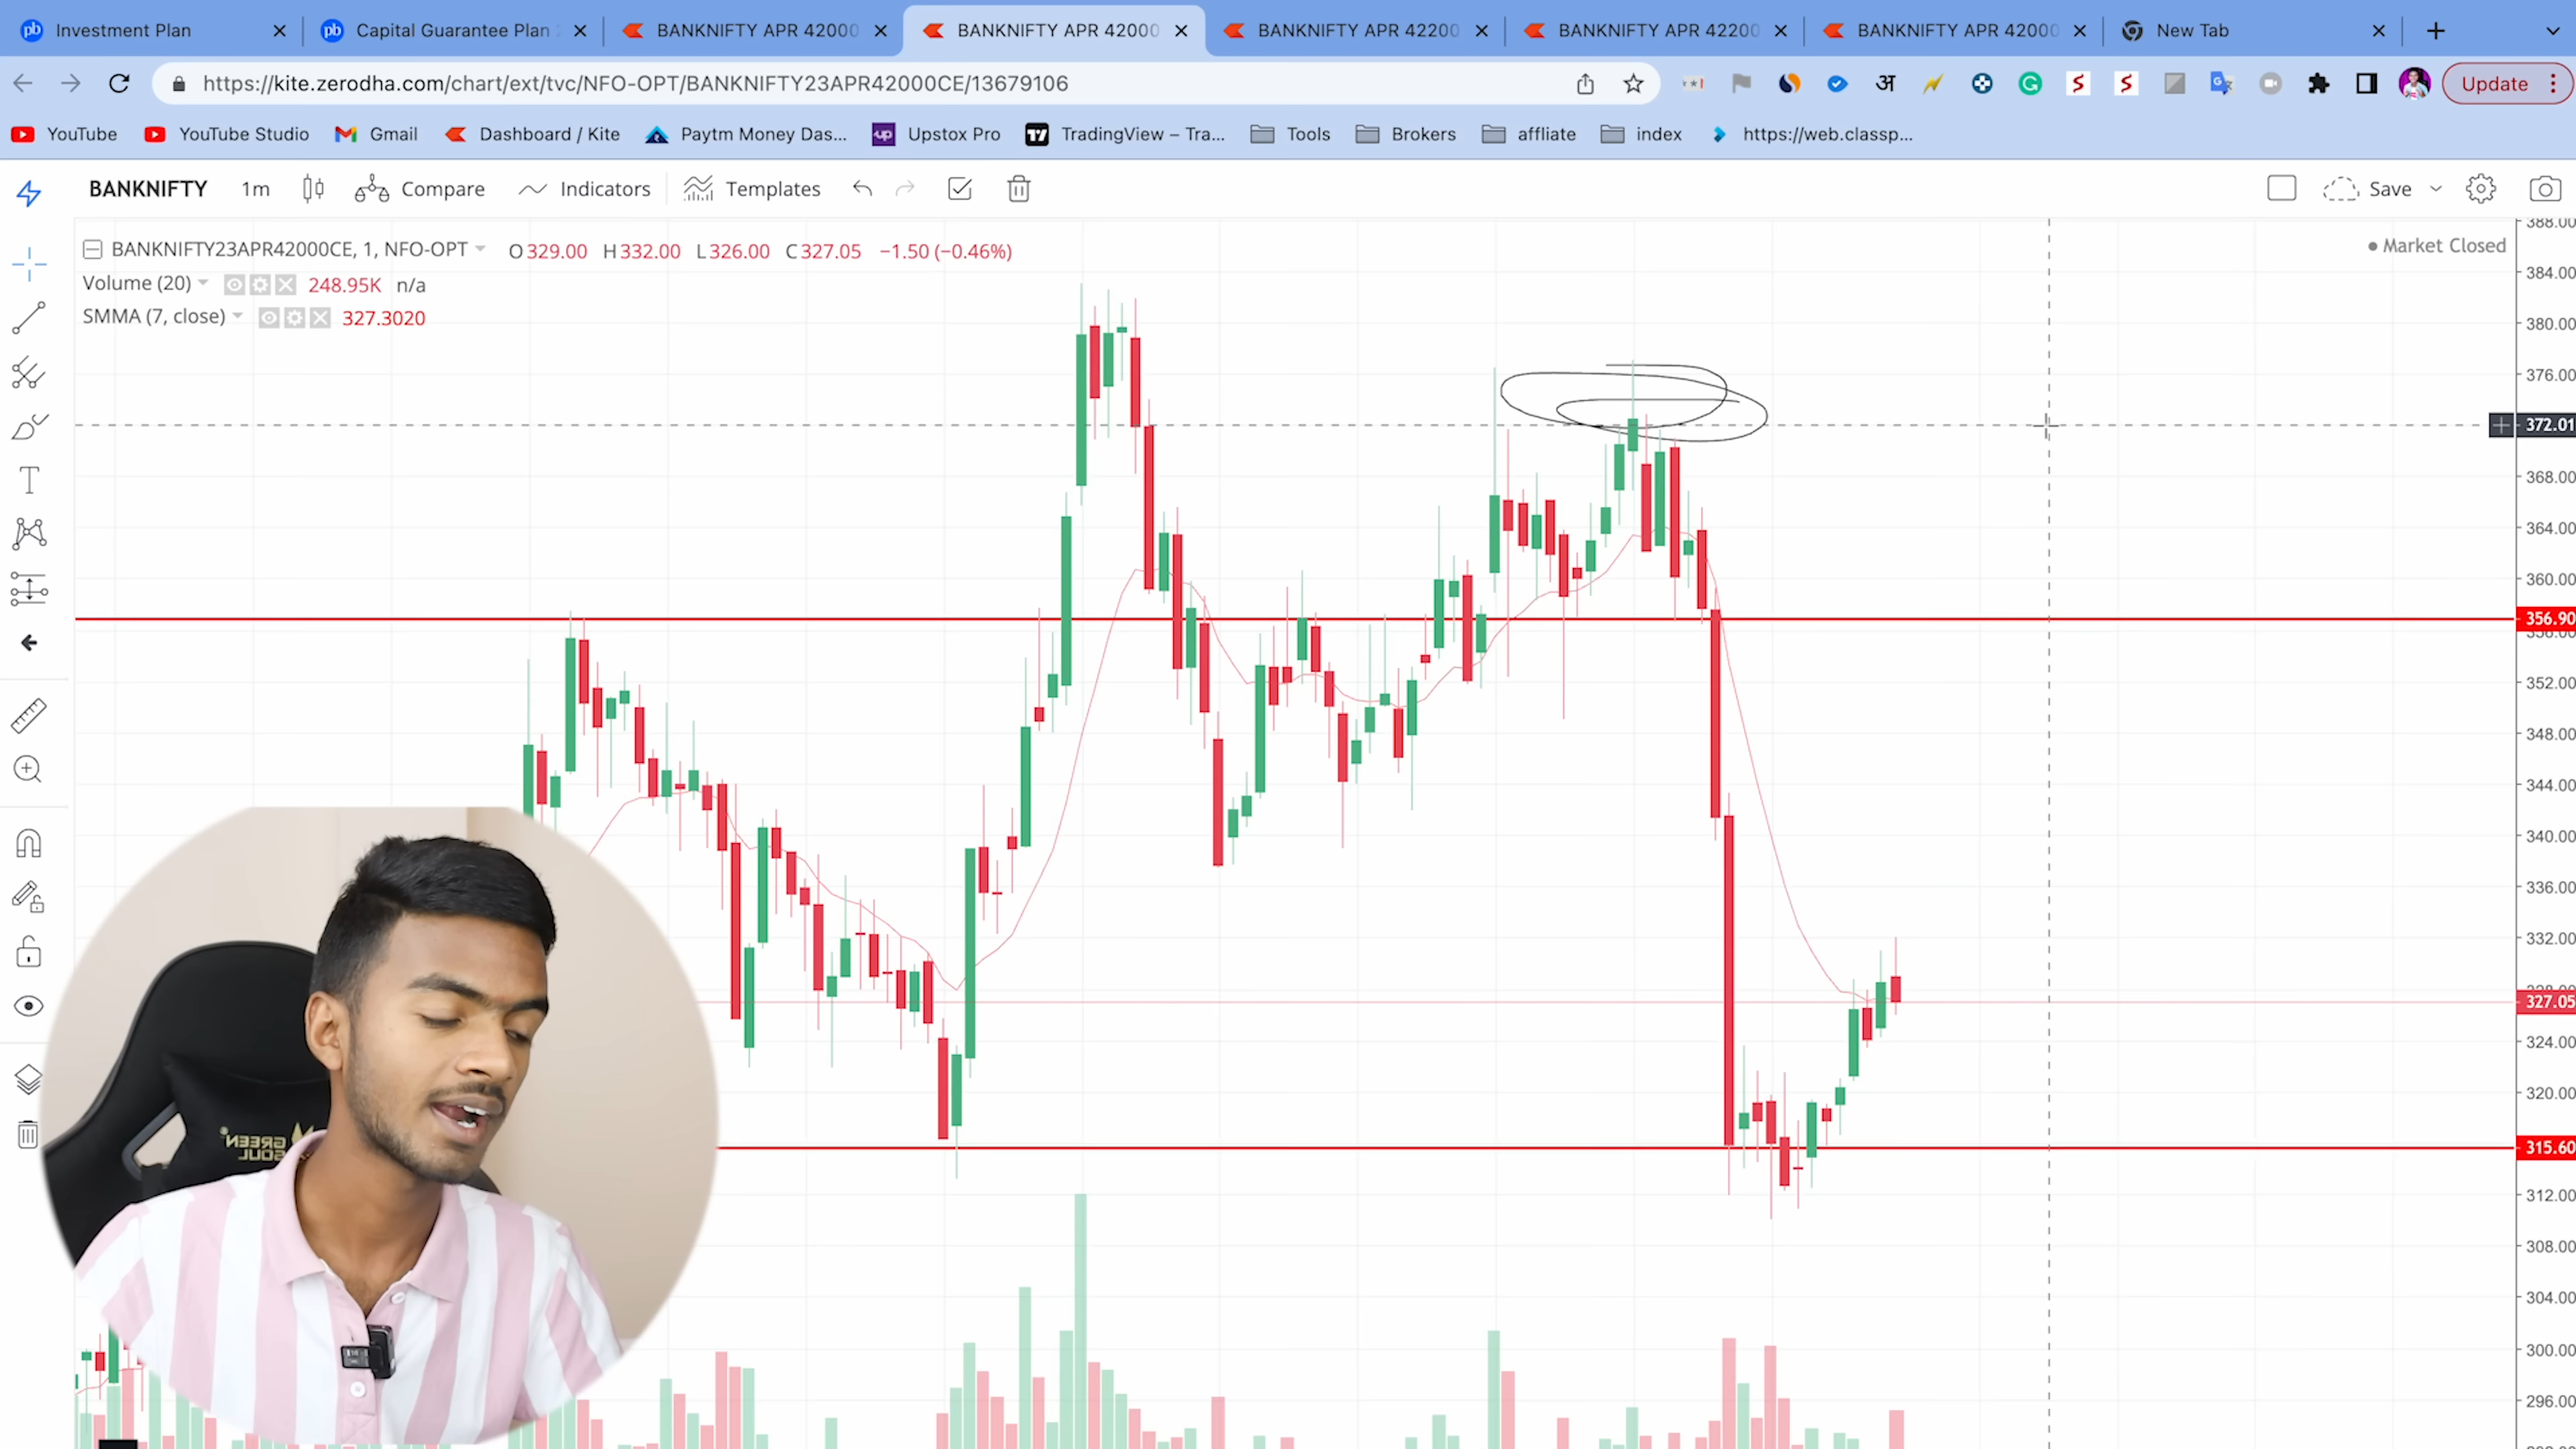 Investment Plan
Capital Guarantee Plan
BANKNIFTY APR 42000
BANKNIFTY APR 42000
BANKNIFTY APR 42200
BANKNIFTY APR 42200
BANKNIFTY APR 42000
New Tab
https://kite.zerodha.com/chart/ext/tvc/NFO-OPT/BANKNIFTY23APR42000CE/13679106
अ
Update
YouTube
YouTube Studio
Gmail
Dashboard / Kite
Paytm Money Das...
Upstox Pro
TradingView – Tra...
Tools
Brokers
affliate
index
https://web.classp...
BANKNIFTY
1m
Compare
Indicators
Templates
Save
BANKNIFTY23APR42000CE, 1, NFO-OPT
O329.00 H332.00 L326.00 C327.05 −1.50 (−0.46%)
Market Closed
Volume (20) 248.95K n/a
SMMA (7, close) 327.3020
388.00
384.00
380.00
376.00
372.01
368.00
364.00
360.00
356.90
352.00
348.00
344.00
340.00
336.00
332.00
327.05
324.00
320.00
315.60
312.00
308.00
304.00
300.00
296.00
GREEN
SOUL